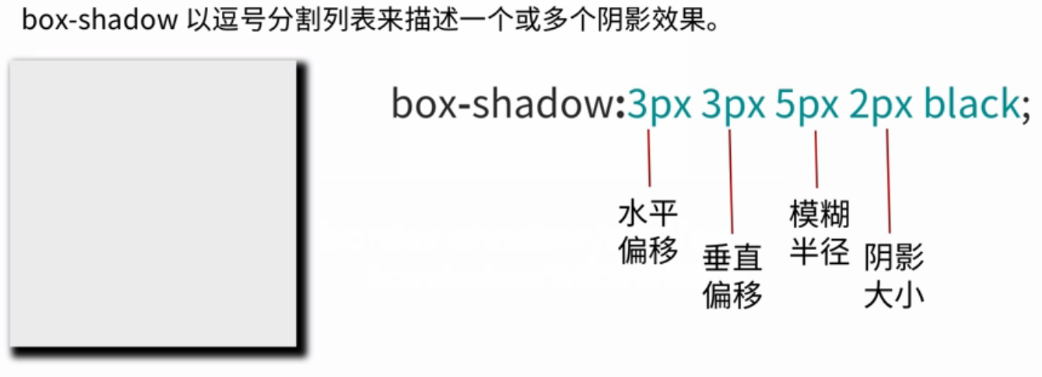 box-shadow 以逗号分割列表来描述一个或多个阴影效果。
box-shadow:3px 3px 5px 2px black;
水平
偏移
垂直
偏移
模糊
半径
阴影
大小